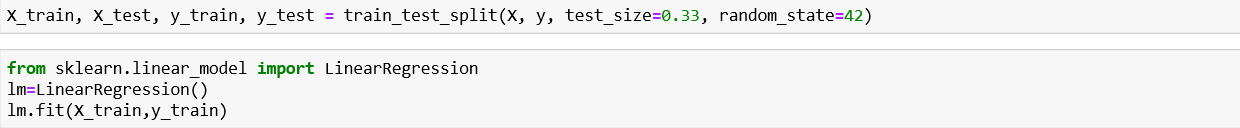 X_train, X_test, y_train, y_test = train_test_split(X, y, test_size=0.33, random_state=42)
from sklearn.linear_model import LinearRegression
lm=LinearRegression()
lm.fit(X_train,y_train)